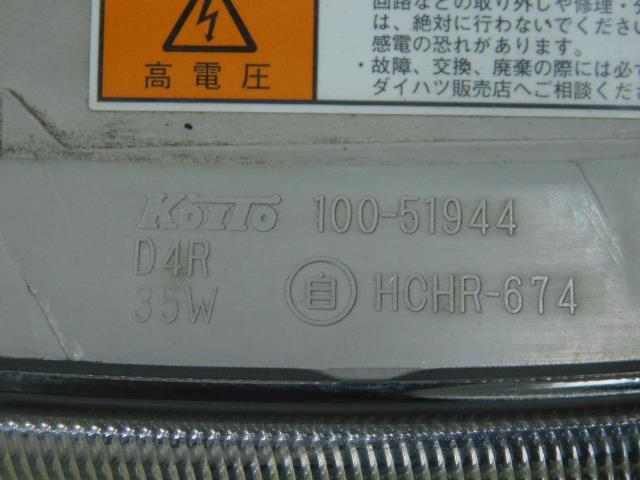 高電圧
回路などの取り外しや修理・
は、絶対に行わないでくださ
感電の恐れがあります。
・故障、交換、廃棄の際には必
ダイハツ販売店へご相談くだ
KOITO 100-51944
D4R
35W 自 HCHR-674